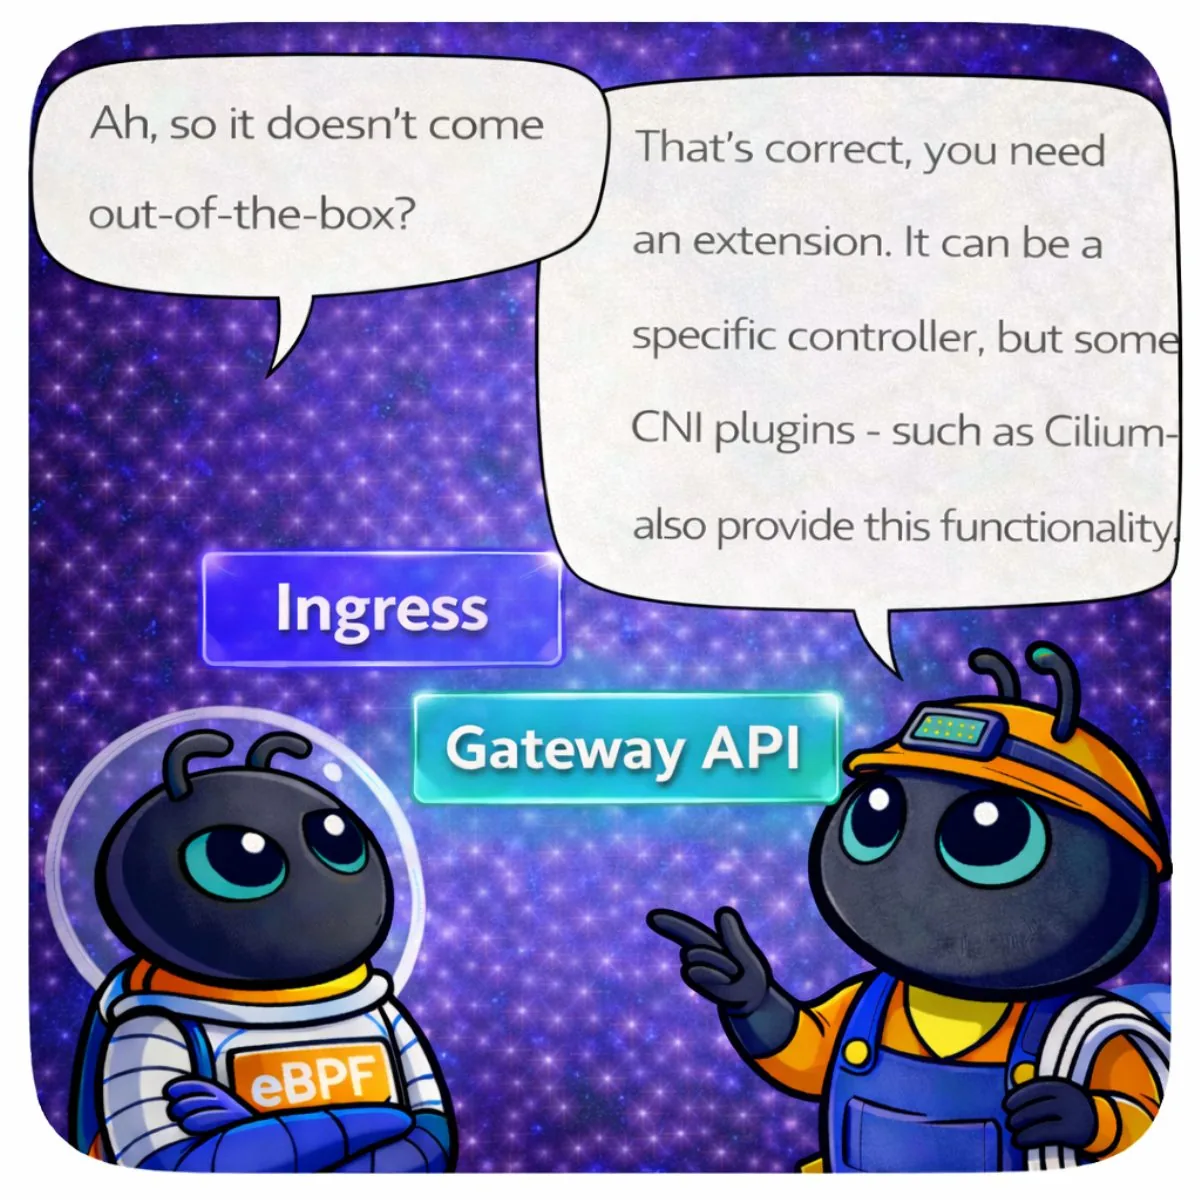 Ah, so it doesn't come
out-of-the-box?
That's correct, you need
an extension. It can be a
specific controller, but some
CNI plugins - such as Cilium-
also provide this functionality.
Ingress
Gateway API
eBPF